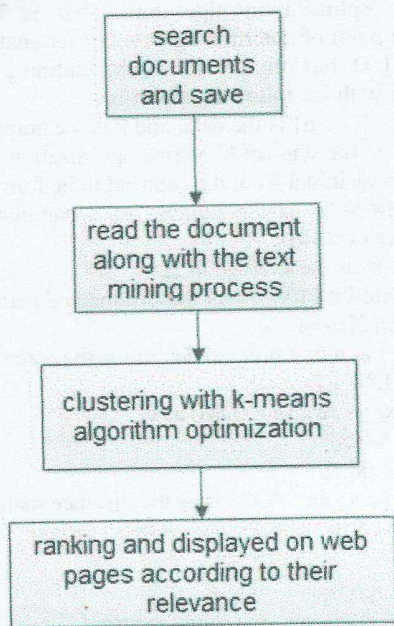 search
documents
and save
read the document
along with the text
mining process
clustering with k-means
algorithm optimization
ranking and displayed on web
pages according to their
relevance